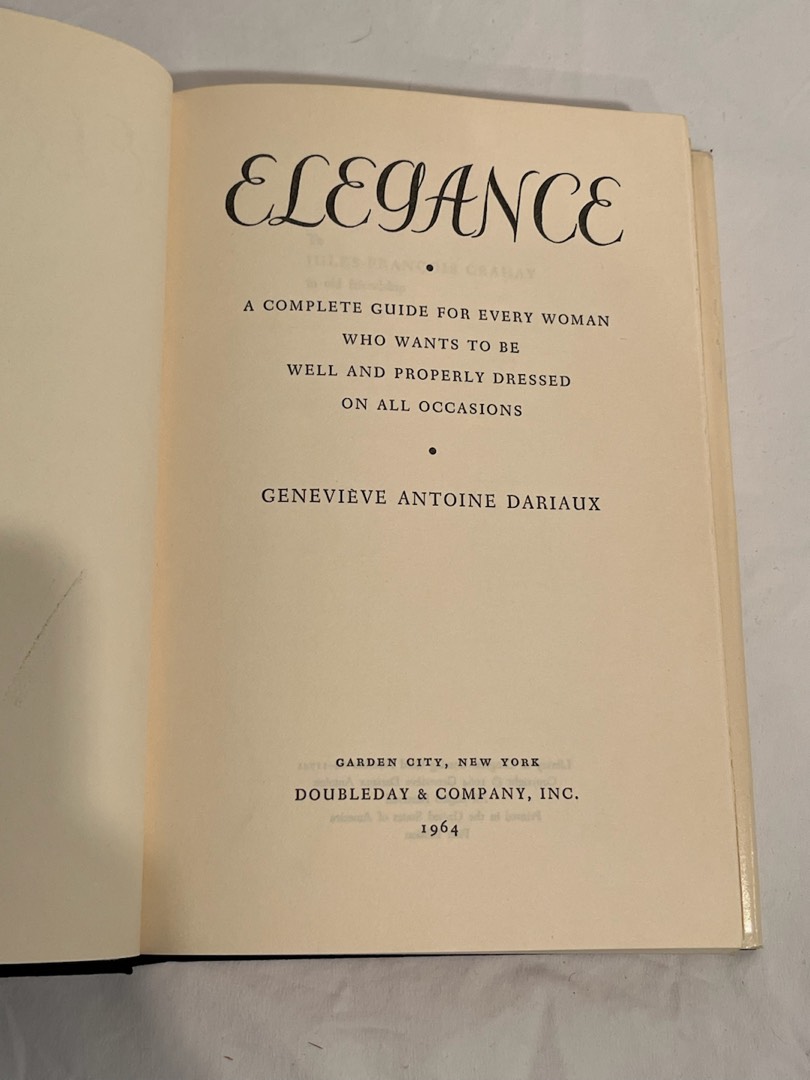 ELEGANCE
•
A COMPLETE GUIDE FOR EVERY WOMAN
WHO WANTS TO BE
WELL AND PROPERLY DRESSED
ON ALL OCCASIONS
•
GENEVIÈVE ANTOINE DARIAUX
GARDEN CITY, NEW YORK
DOUBLEDAY & COMPANY, INC.
1964